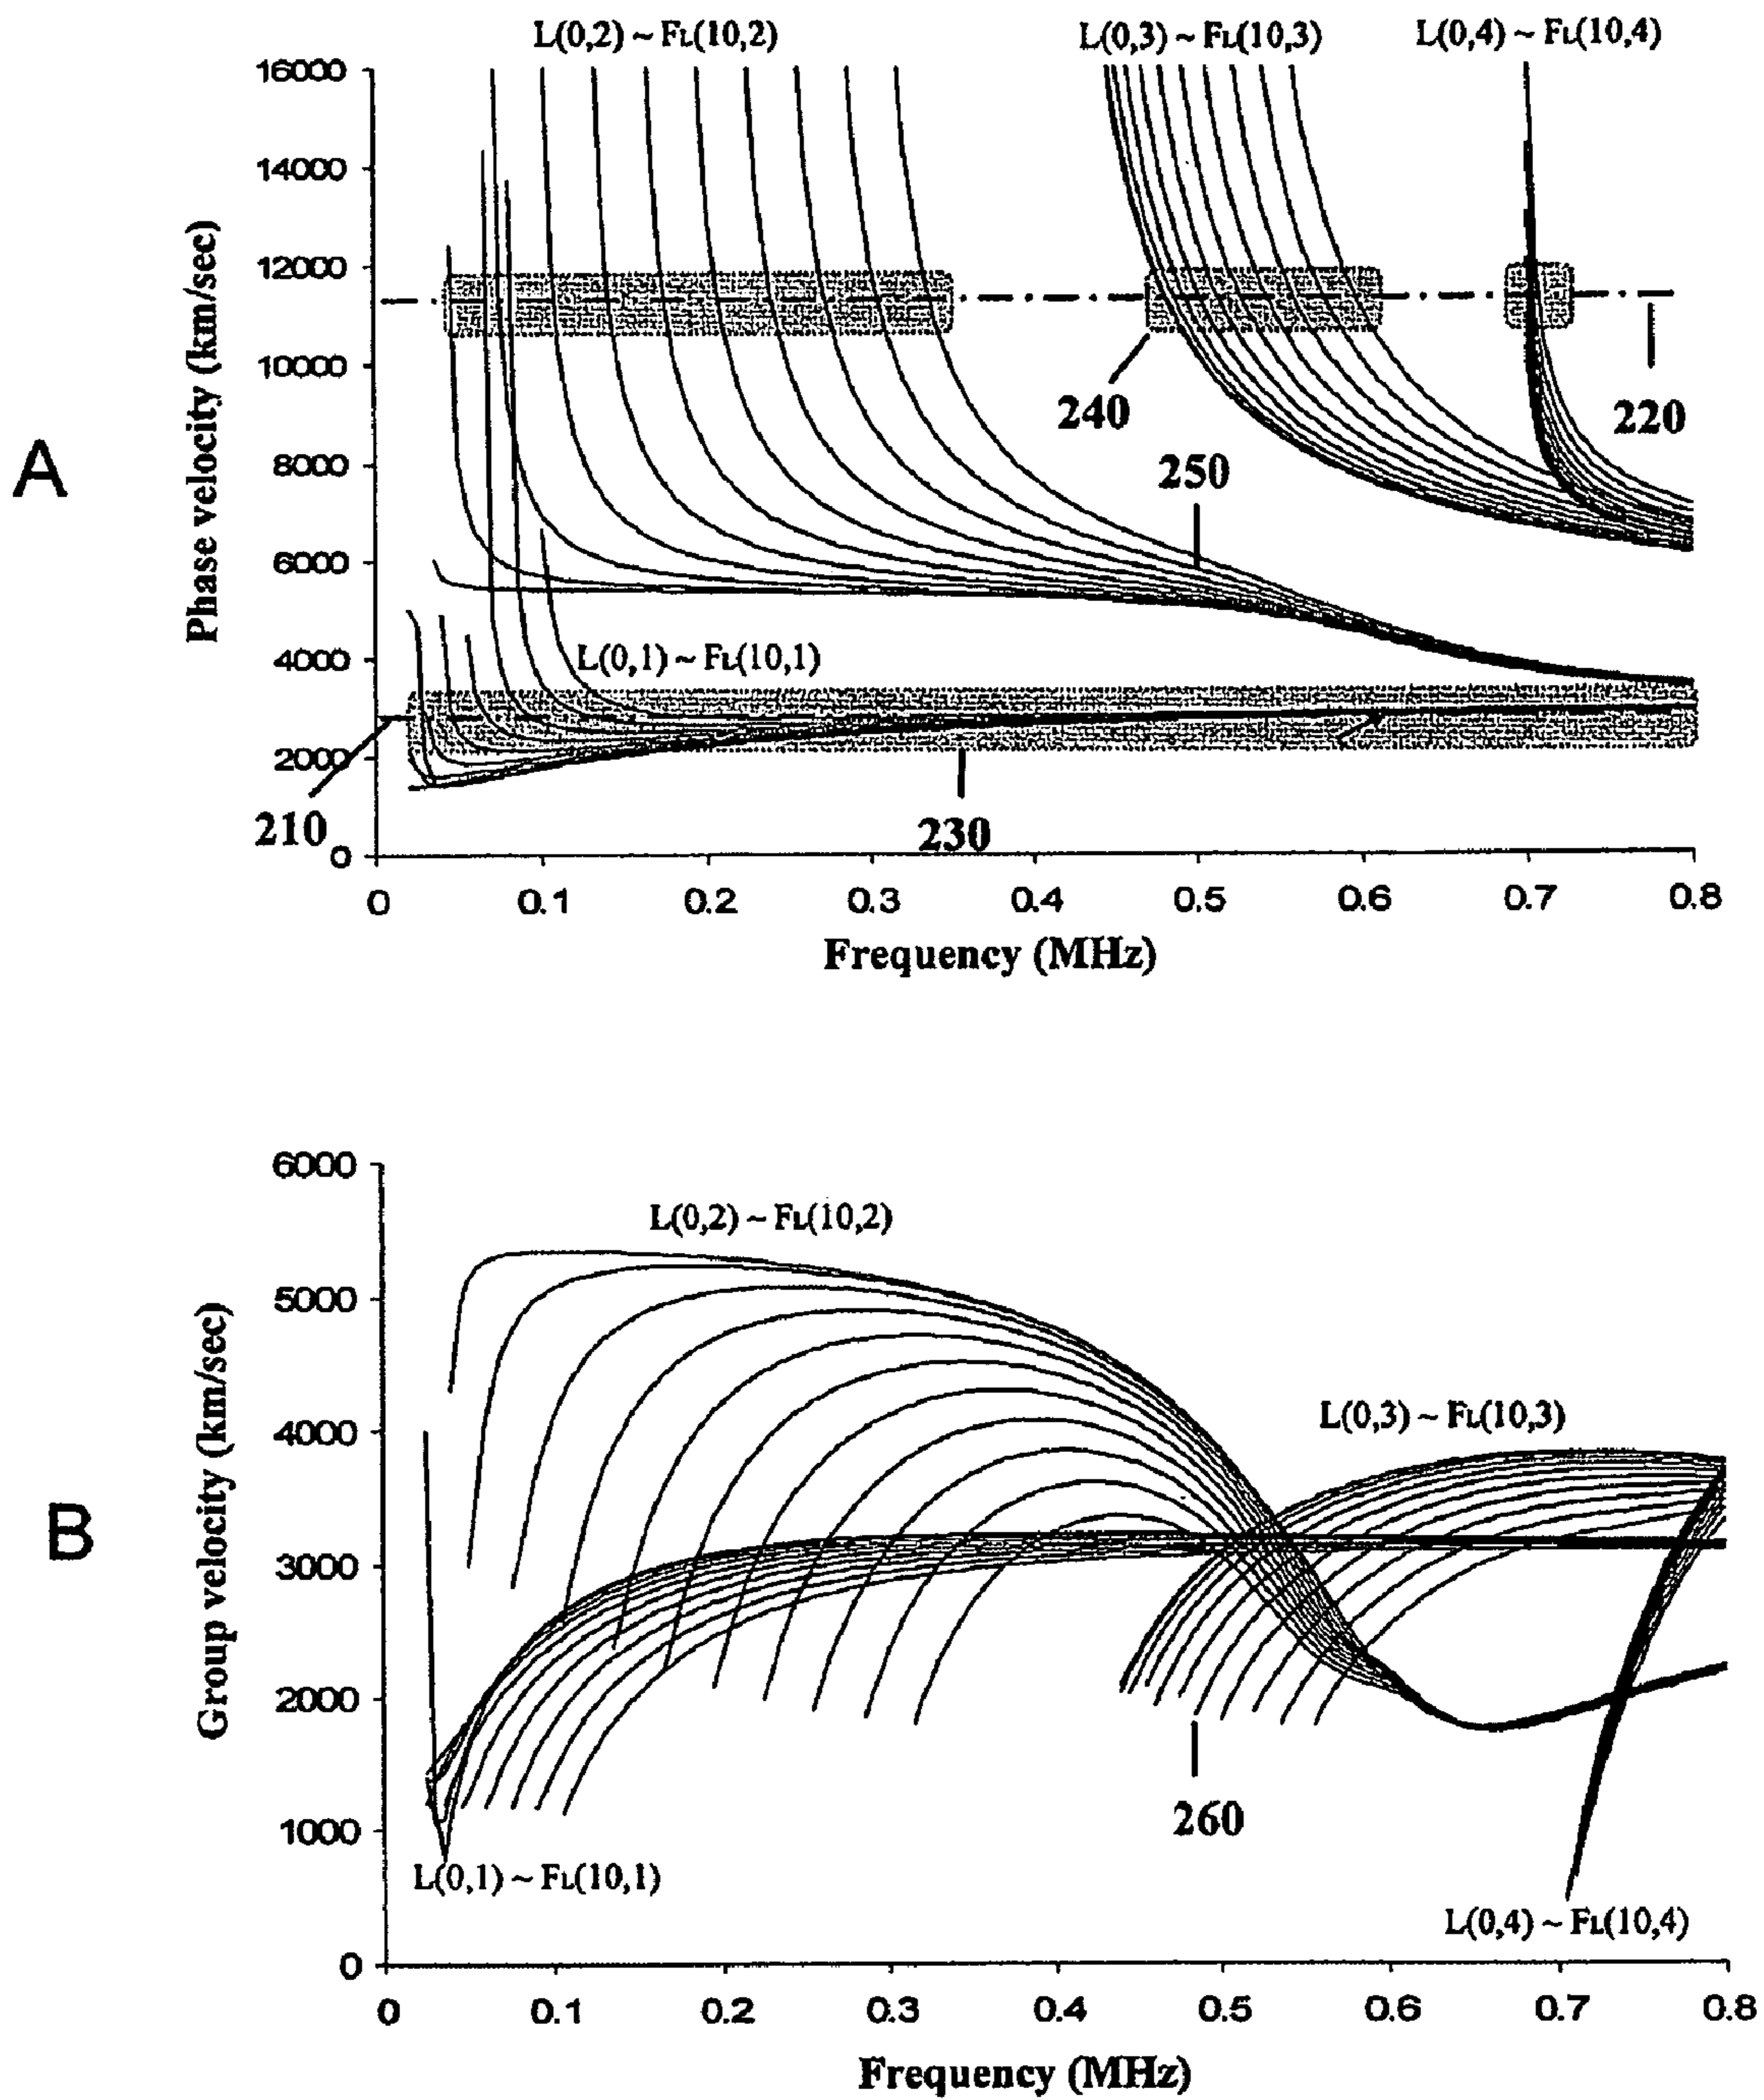 L(0,2) ~ FL(10,2) L(0,3) ~ FL(10,3) L(0,4) ~ FL(10,4)
16000
14000
12000
10000
8000
6000
4000
2000
0
Phase velocity (km/sec)
A
240
220
250
L(0,1) ~ FL(10,1)
210
230
0 0.1 0.2 0.3 0.4 0.5 0.6 0.7 0.8
Frequency (MHz)
6000
5000
4000
3000
2000
1000
0
Group velocity (km/sec)
B
L(0,2) ~ FL(10,2)
L(0,3) ~ FL(10,3)
260
L(0,1) ~ FL(10,1)
L(0,4) ~ FL(10,4)
0 0.1 0.2 0.3 0.4 0.5 0.6 0.7 0.8
Frequency (MHz)